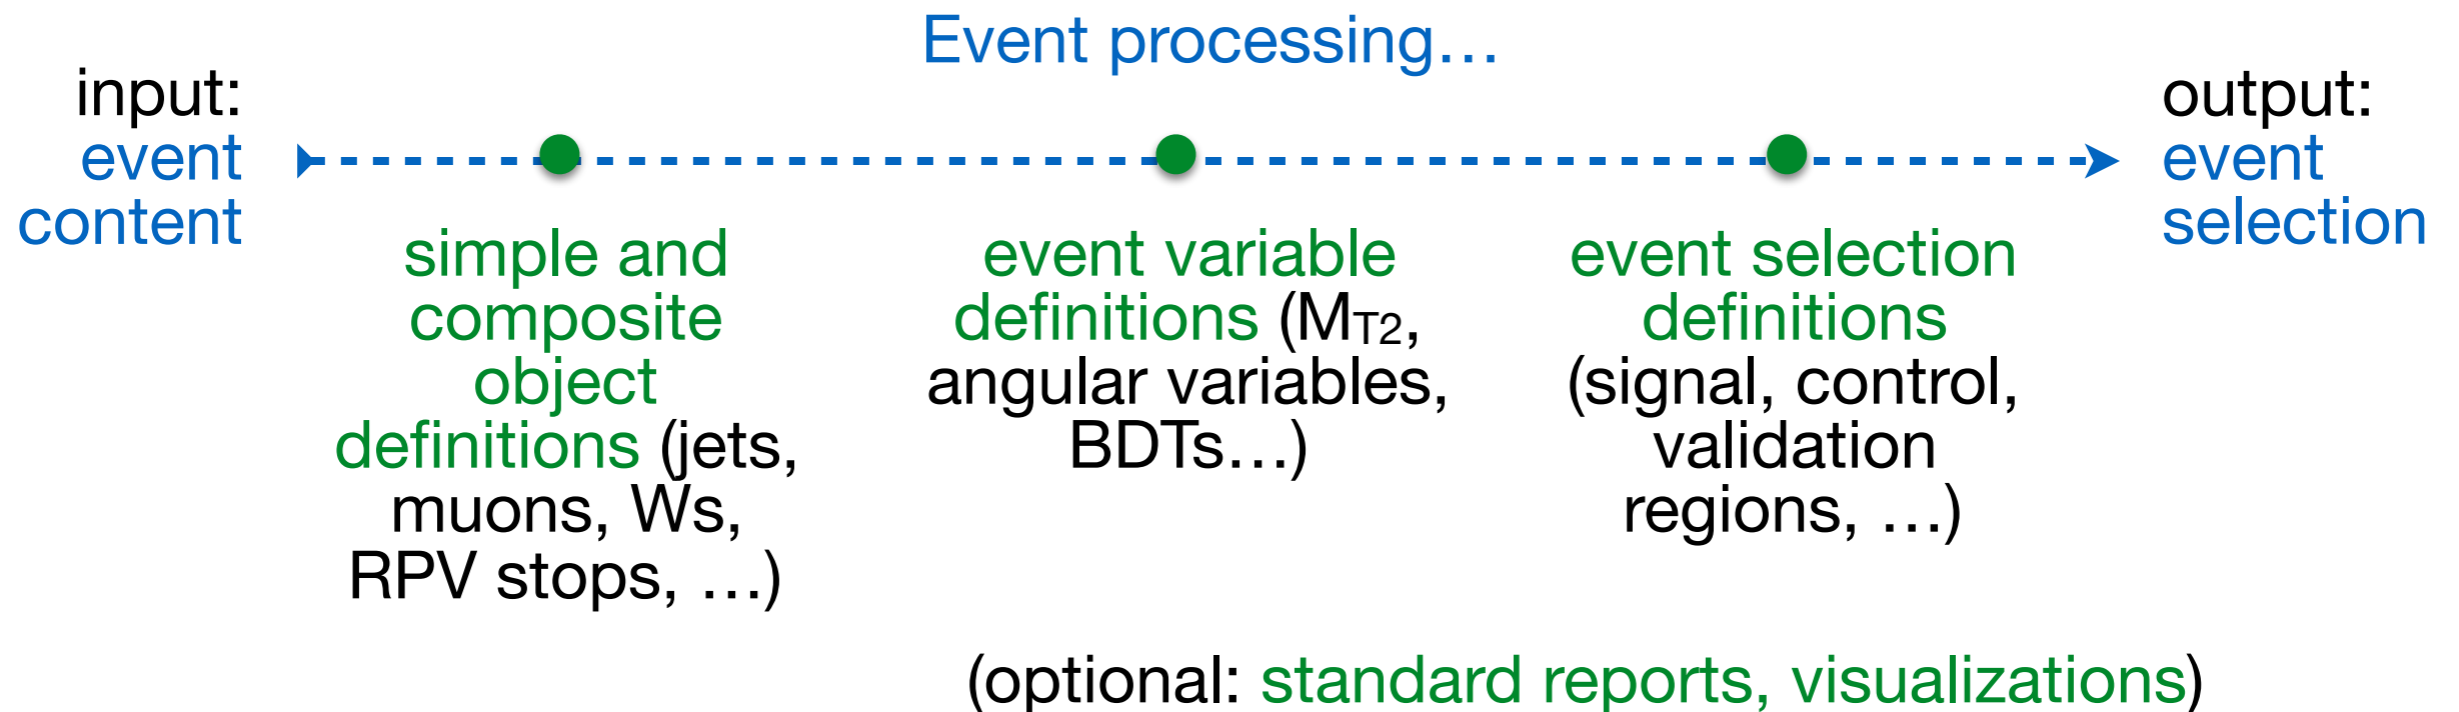 Event processing…
input:
event
content
output:
event
selection
simple and
composite
object
definitions (jets,
muons, Ws,
RPV stops, …)
event variable
definitions (MT2,
angular variables,
BDTs…)
event selection
definitions
(signal, control,
validation
regions, …)
(optional: standard reports, visualizations)